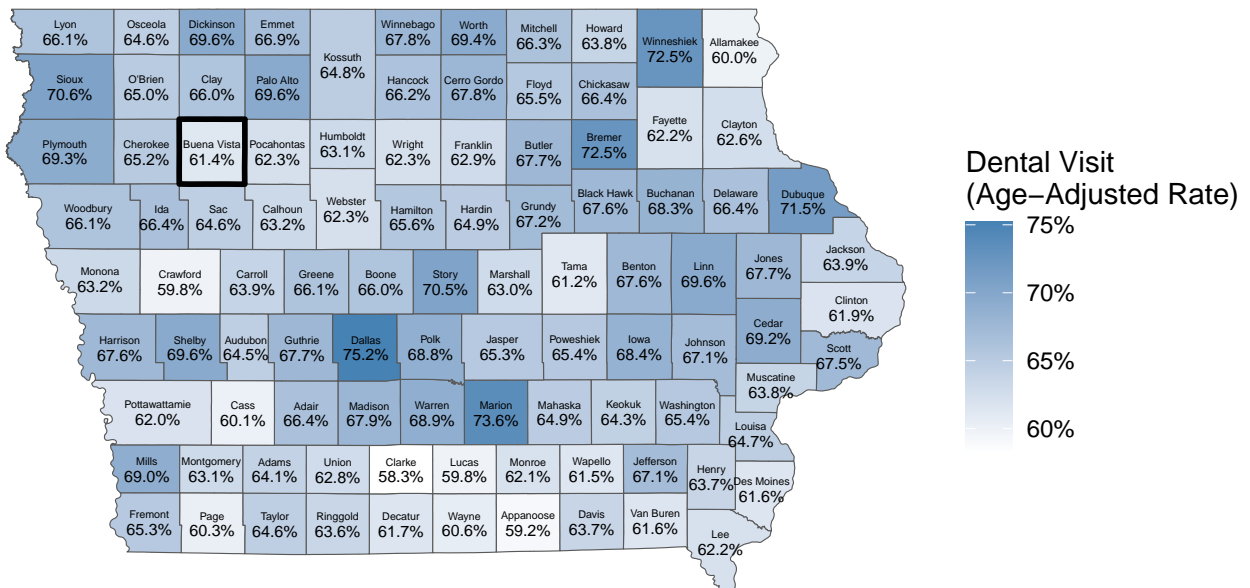 Lyon
66.1%
Osceola
64.6%
Dickinson
69.6%
Emmet
66.9%
Winnebago
67.8%
Worth
69.4%
Mitchell
66.3%
Howard
63.8%
Winneshiek
72.5%
Allamakee
60.0%
Kossuth
64.8%
Sioux
70.6%
O'Brien
65.0%
Clay
66.0%
Palo Alto
69.6%
Hancock
66.2%
Cerro Gordo
67.8%
Floyd
65.5%
Chickasaw
66.4%
Fayette
62.2%
Clayton
62.6%
Plymouth
69.3%
Cherokee
65.2%
Buena Vista
61.4%
Pocahontas
62.3%
Humboldt
63.1%
Wright
62.3%
Franklin
62.9%
Butler
67.7%
Bremer
72.5%
Woodbury
66.1%
Ida
66.4%
Sac
64.6%
Calhoun
63.2%
Webster
62.3%
Hamilton
65.6%
Hardin
64.9%
Grundy
67.2%
Black Hawk
67.6%
Buchanan
68.3%
Delaware
66.4%
Dubuque
71.5%
Monona
63.2%
Crawford
59.8%
Carroll
63.9%
Greene
66.1%
Boone
66.0%
Story
70.5%
Marshall
63.0%
Tama
61.2%
Benton
67.6%
Linn
69.6%
Jones
67.7%
Jackson
63.9%
Clinton
61.9%
Harrison
67.6%
Shelby
69.6%
Audubon
64.5%
Guthrie
67.7%
Dallas
75.2%
Polk
68.8%
Jasper
65.3%
Poweshiek
65.4%
Iowa
68.4%
Johnson
67.1%
Cedar
69.2%
Scott
67.5%
Muscatine
63.8%
Pottawattamie
62.0%
Cass
60.1%
Adair
66.4%
Madison
67.9%
Warren
68.9%
Marion
73.6%
Mahaska
64.9%
Keokuk
64.3%
Washington
65.4%
Louisa
64.7%
Mills
69.0%
Montgomery
63.1%
Adams
64.1%
Union
62.8%
Clarke
58.3%
Lucas
59.8%
Monroe
62.1%
Wapello
61.5%
Jefferson
67.1%
Henry
63.7%
Des Moines
61.6%
Fremont
65.3%
Page
60.3%
Taylor
64.6%
Ringgold
63.6%
Decatur
61.7%
Wayne
60.6%
Appanoose
59.2%
Davis
63.7%
Van Buren
61.6%
Lee
62.2%
Dental Visit
(Age−Adjusted Rate)
75%
70%
65%
60%